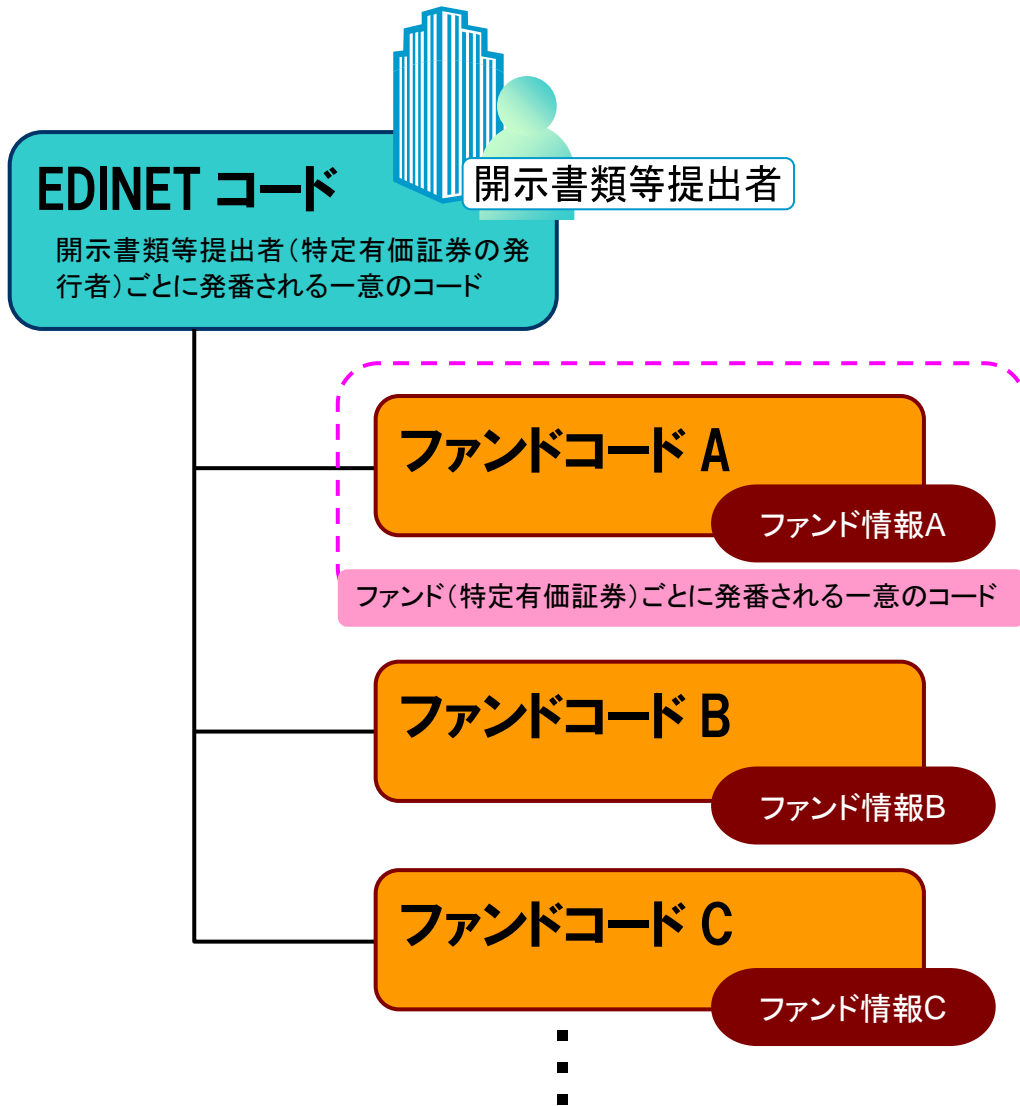 EDINET コード
開示書類等提出者
開示書類等提出者（特定有価証券の発
行者）ごとに発番される一意のコード
ファンドコード A
ファンド情報A
ファンド（特定有価証券）ごとに発番される一意のコード
ファンドコード B
ファンド情報B
ファンドコード C
ファンド情報C